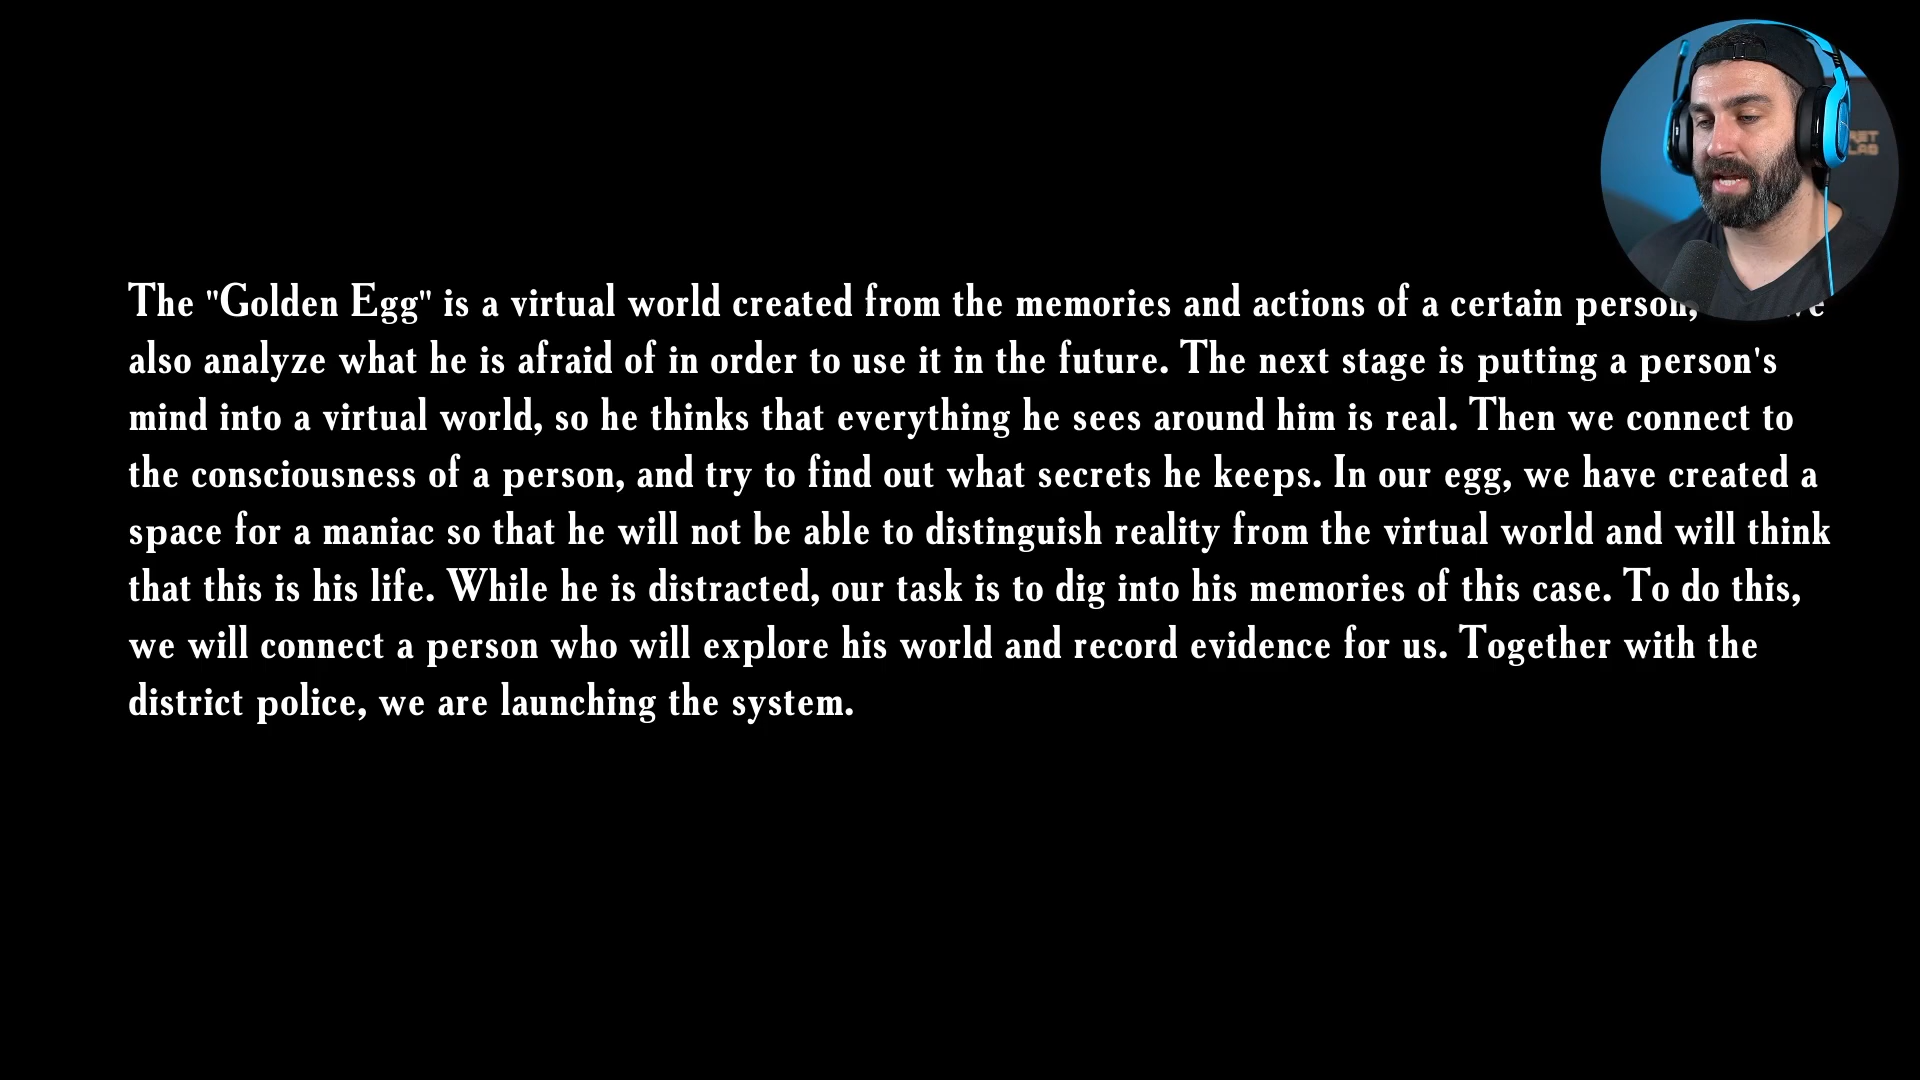 The "Golden Egg" is a virtual world created from the memories and actions of a certain person,
also analyze what he is afraid of in order to use it in the future. The next stage is putting a person's
mind into a virtual world, so he thinks that everything he sees around him is real. Then we connect to
the consciousness of a person, and try to find out what secrets he keeps. In our egg, we have created a
space for a maniac so that he will not be able to distinguish reality from the virtual world and will think
that this is his life. While he is distracted, our task is to dig into his memories of this case. To do this,
we will connect a person who will explore his world and record evidence for us. Together with the
district police, we are launching the system.